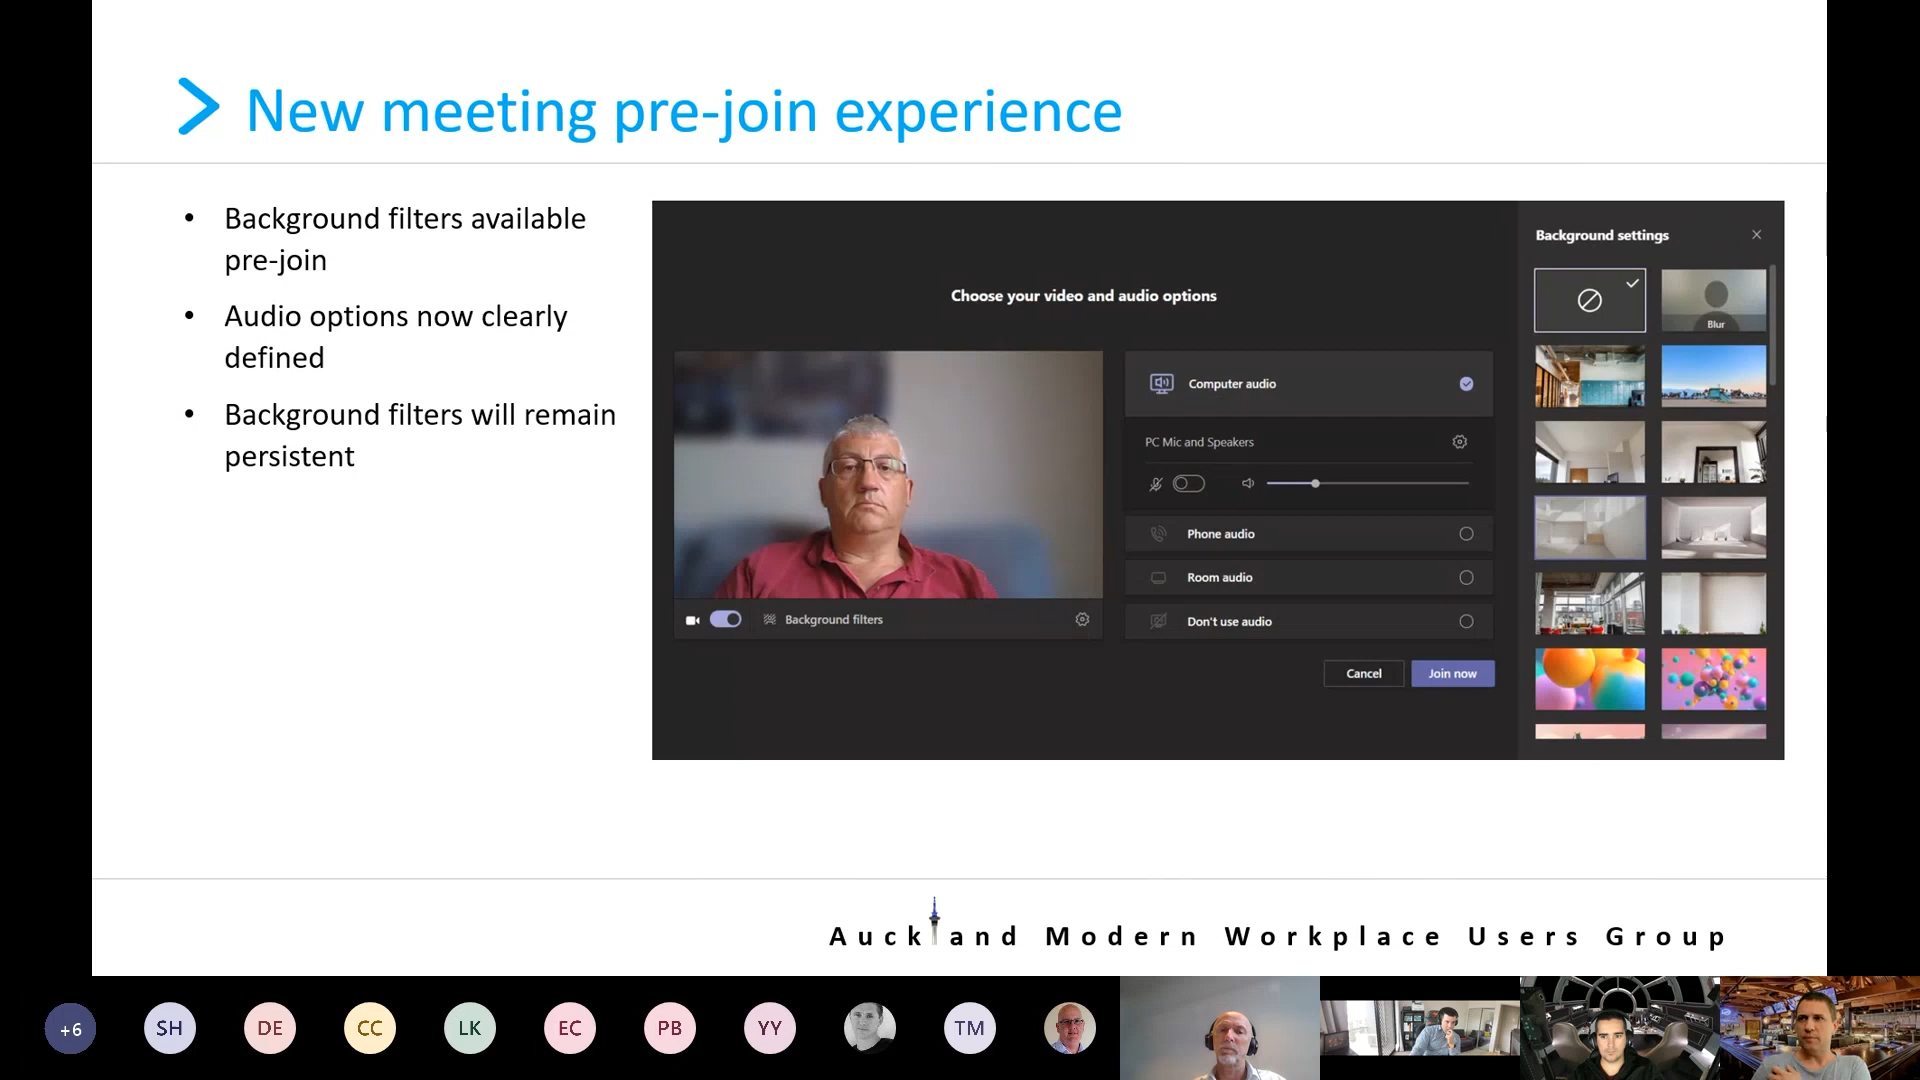 New meeting pre-join experience
• Background filters available
pre-join
• Audio options now clearly
defined
• Background filters will remain
persistent
Choose your video and audio options
Computer audio
PC Mic and Speakers
Phone audio
Room audio
Don't use audio
Background filters
Cancel
Join now
Background settings
Blur
Auckland Modern Workplace Users Group
+6
SH
DE
CC
LK
EC
PB
YY
TM